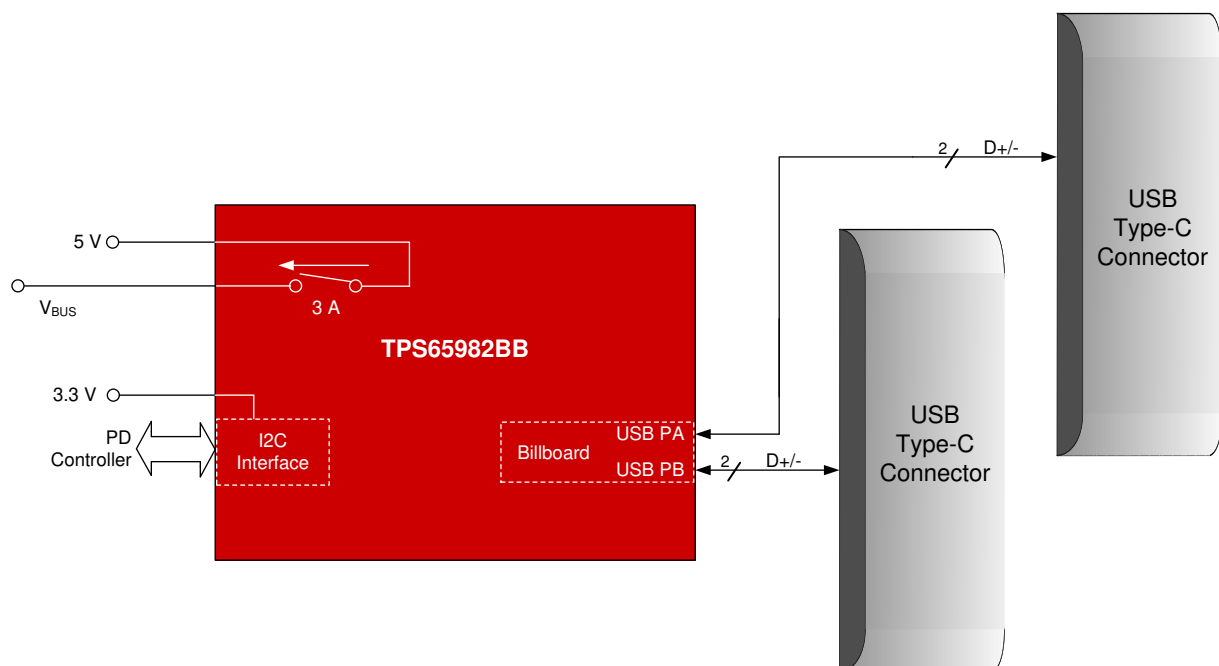 2
D+/-
USB
Type-C
Connector
5 V
3 A
VBUS
TPS65982BB
3.3 V
PD
Controller
I2C
Interface
Billboard
USB PA
USB PB
2
D+/-
USB
Type-C
Connector